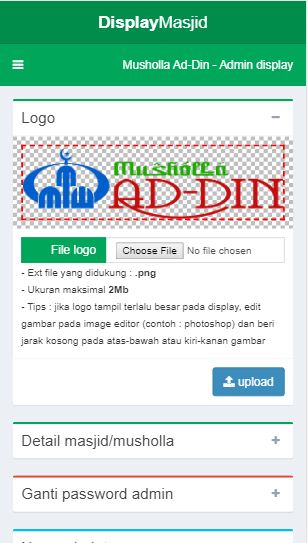 DisplayMasjid
Musholla Ad-Din - Admin display
Logo
Musholla
AD-DIN
File logo
Choose File No file chosen
- Ext file yang didukung : .png
- Ukuran maksimal 2Mb
- Tips : jika logo tampil terlalu besar pada display, edit
gambar pada image editor (contoh : photoshop) dan beri
jarak kosong pada atas-bawah atau kiri-kanan gambar
upload
Detail masjid/musholla
Ganti password admin